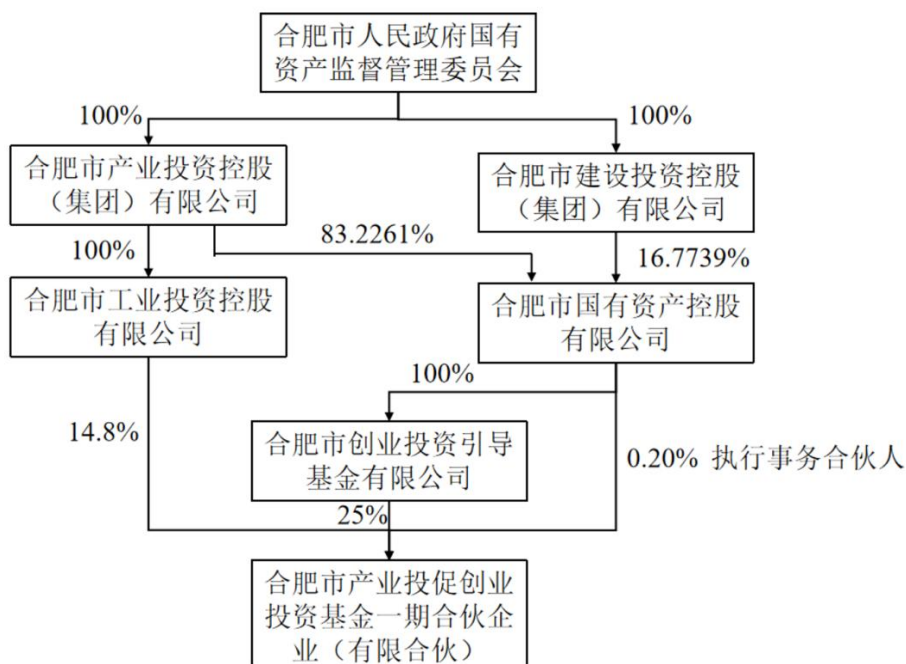 合肥市人民政府国有
资产监督管理委员会
100%
100%
合肥市产业投资控股
（集团）有限公司
合肥市建设投资控股
（集团）有限公司
83.2261%
100%
16.7739%
合肥市工业投资控股
有限公司
合肥市国有资产控股
有限公司
100%
14.8%
合肥市创业投资引导
基金有限公司
0.20% 执行事务合伙人
25%
合肥市产业投促创业
投资基金一期合伙企
业（有限合伙）